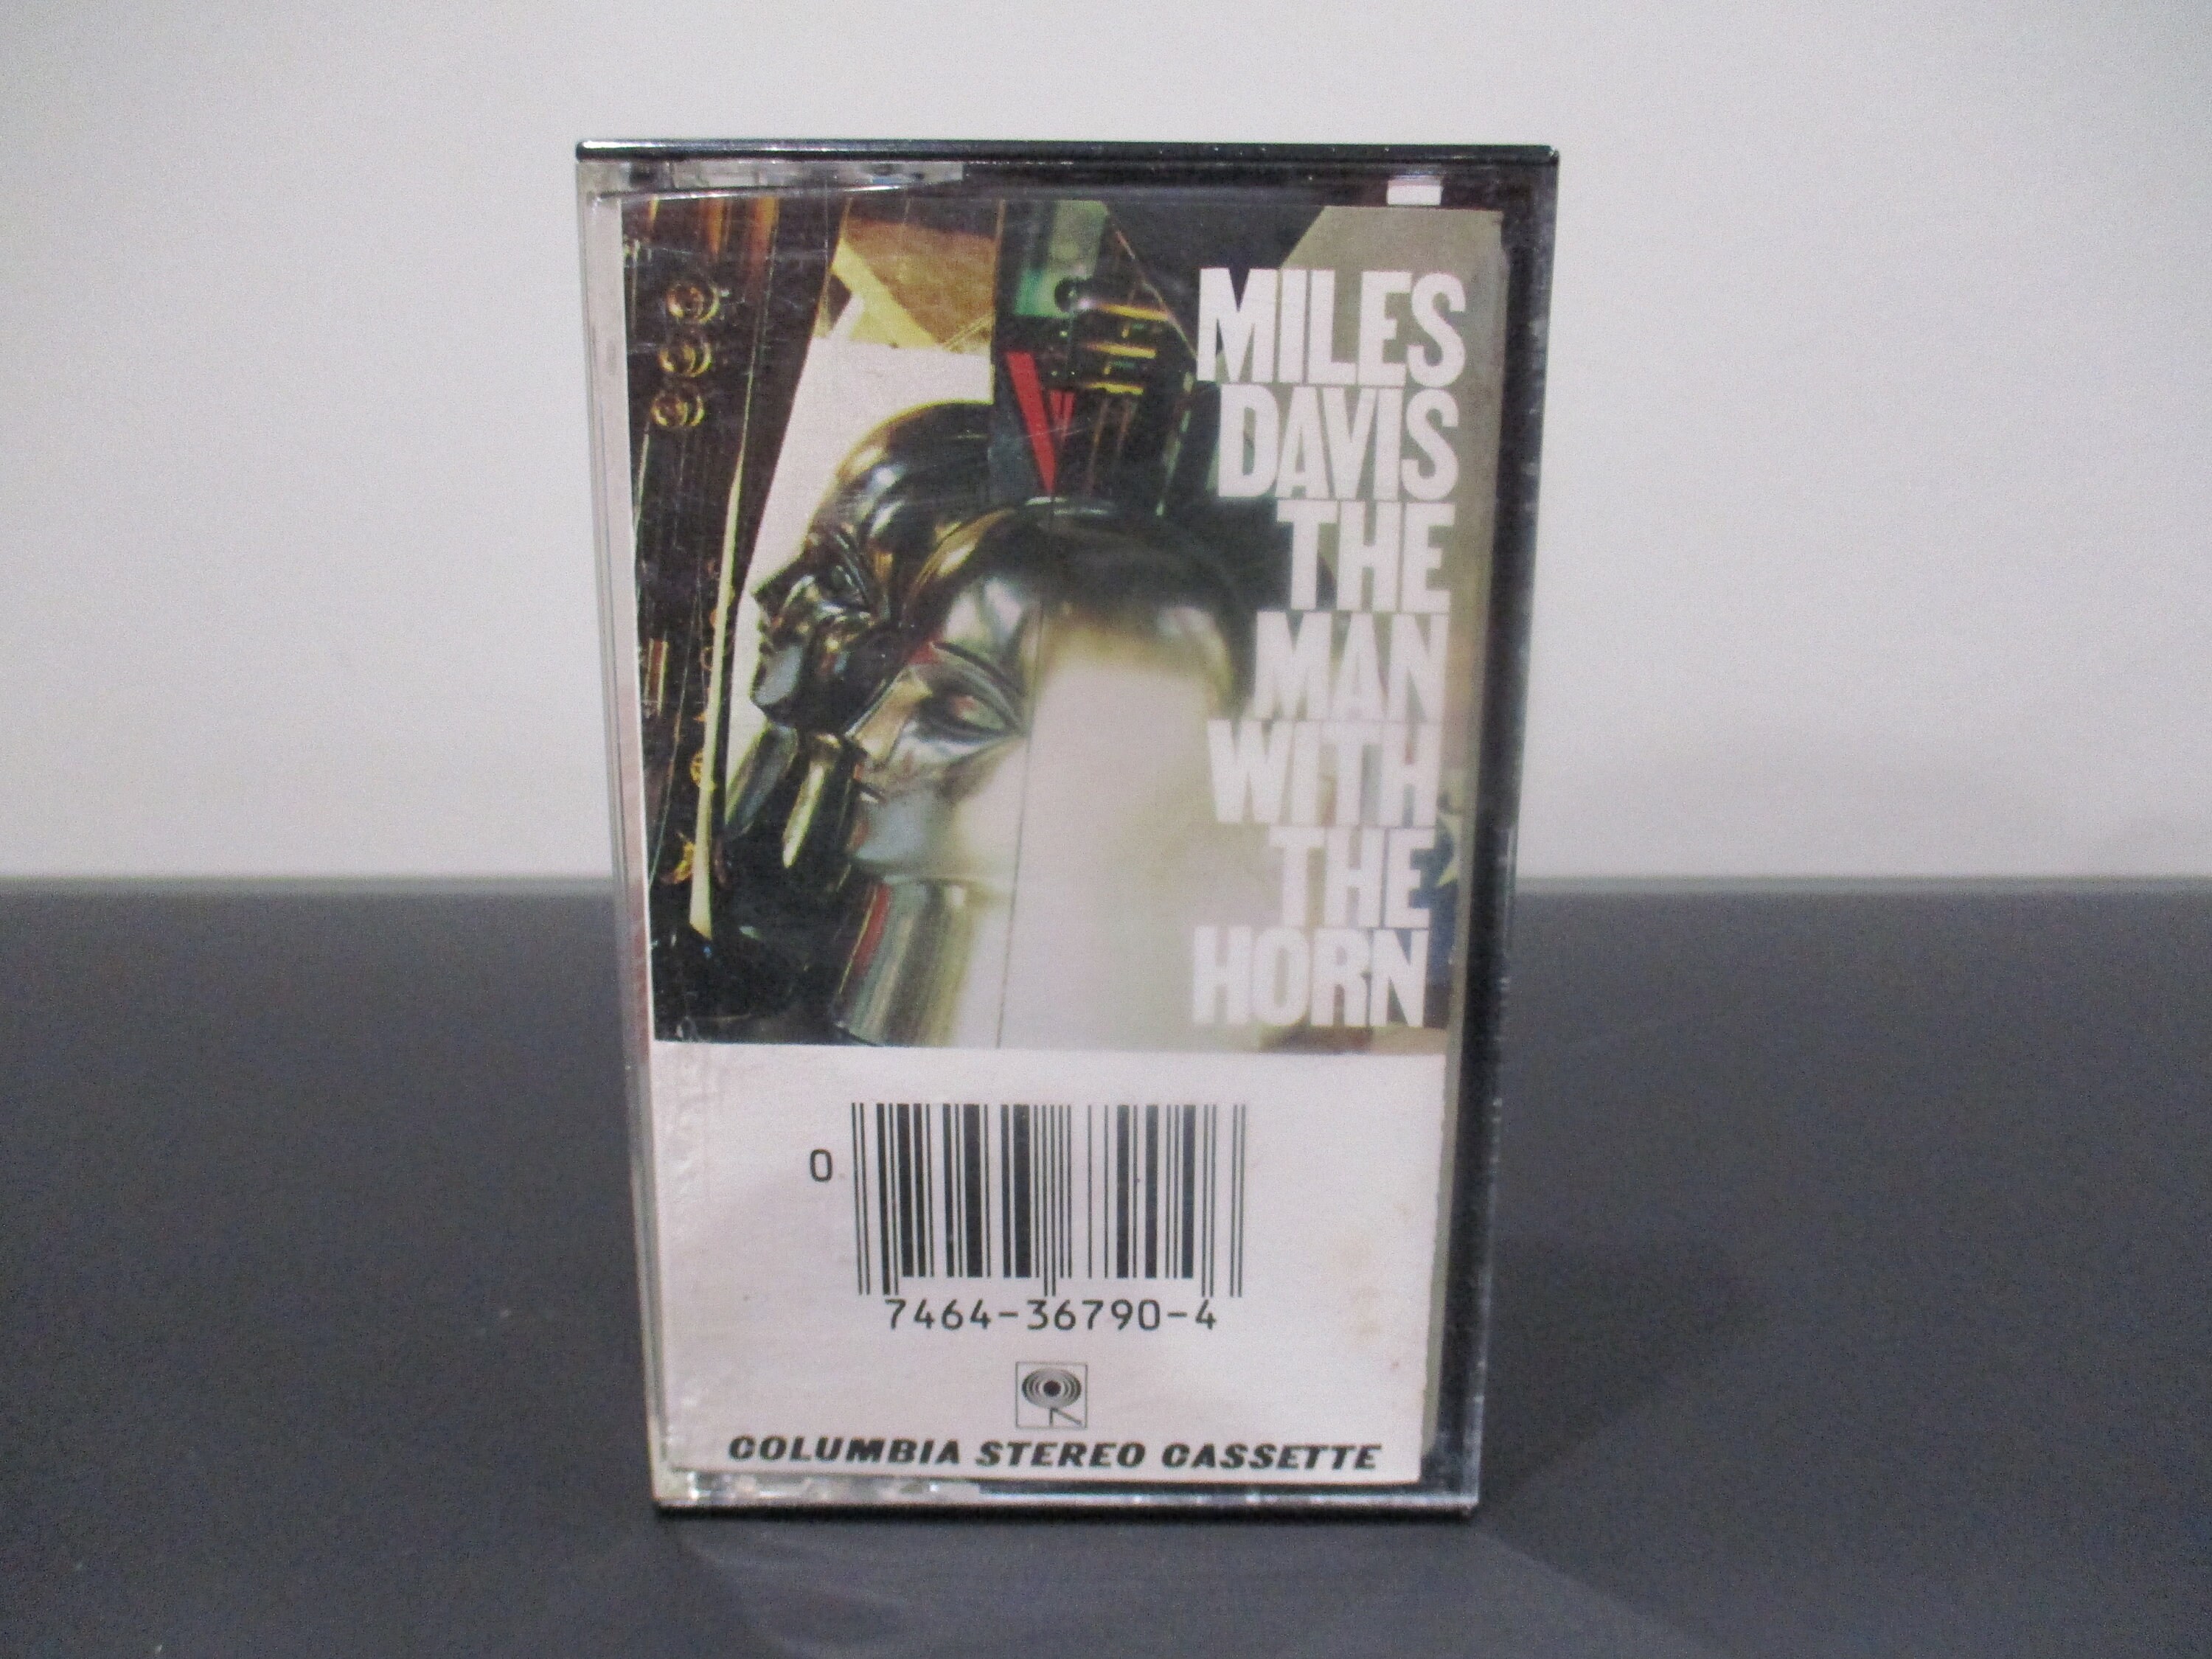 MILES
DAVIS
THE
MAN
WITH
THE
HORN
0
7464-36790-4
COLUMBIA STEREO CASSETTE